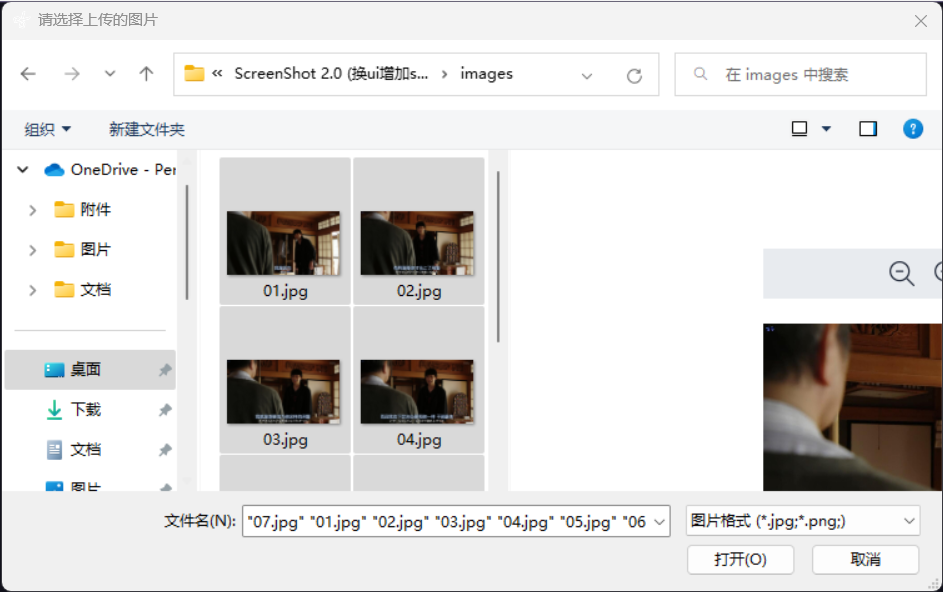 请选择上传的图片
« ScreenShot 2.0 (换ui增加s... › images
在 images 中搜索
组织
新建文件夹
OneDrive - Per
附件
图片
文档
桌面
下载
文档
图片
01.jpg
02.jpg
03.jpg
04.jpg
文件名(N):
"07.jpg" "01.jpg" "02.jpg" "03.jpg" "04.jpg" "05.jpg" "06
图片格式 (*.jpg;*.png;)
打开(O)
取消